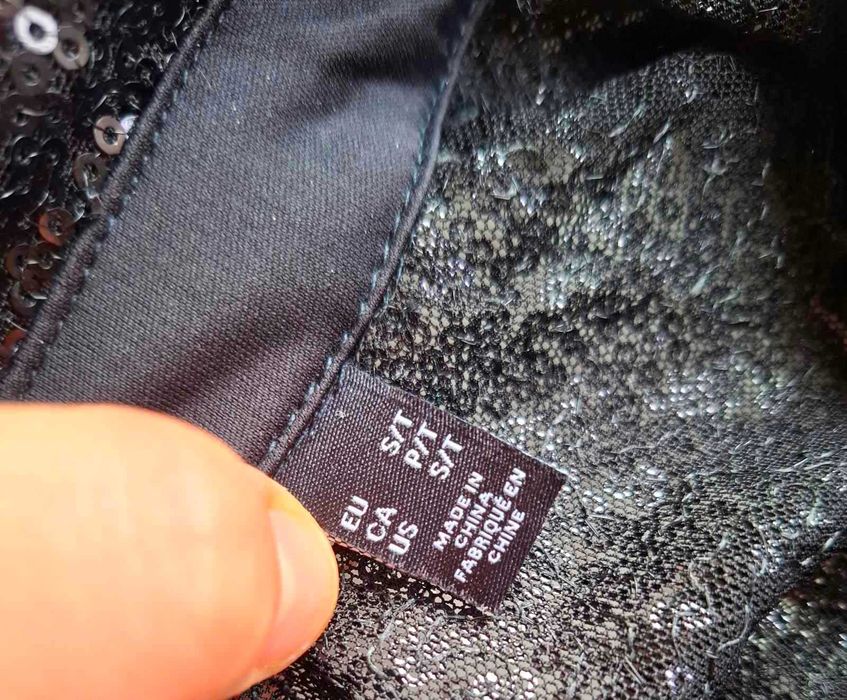 EU S/T
CA P/T
US S/T
MADE IN
CHINA
FABRIQUÉ EN
CHINE